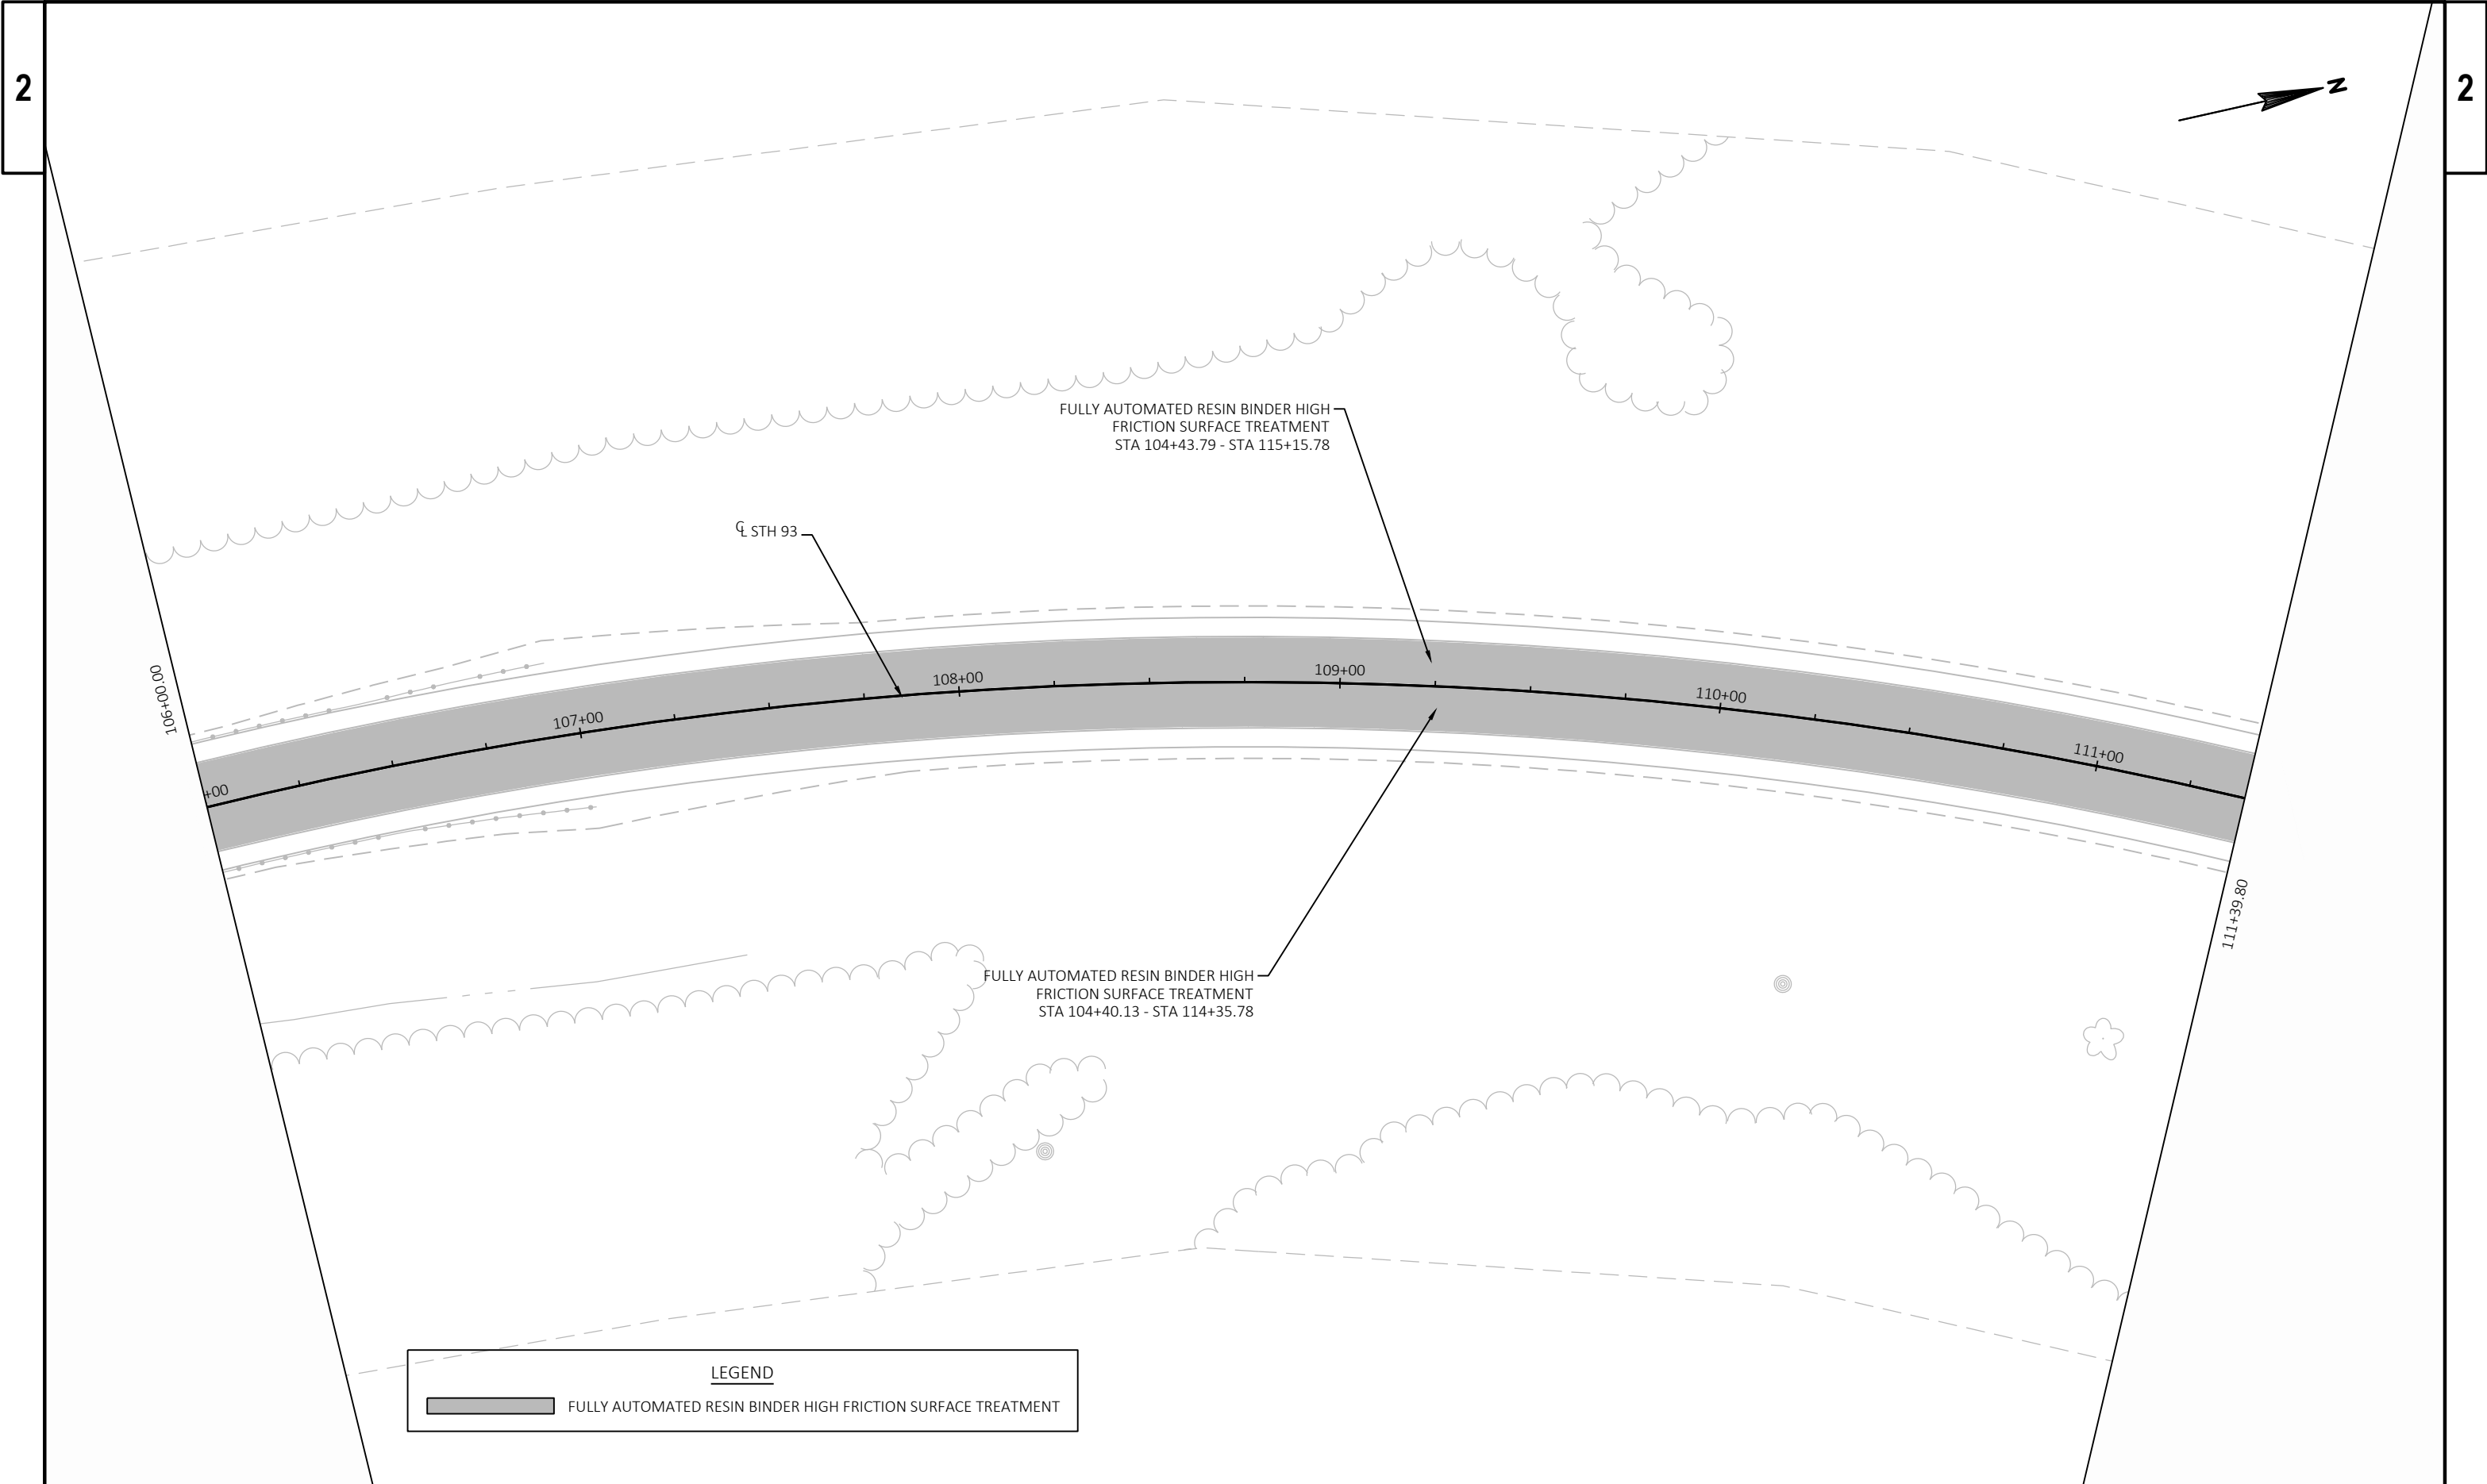 2
2
N
FULLY AUTOMATED RESIN BINDER HIGH
FRICTION SURFACE TREATMENT
STA 104+43.79 - STA 115+15.78
℄ STH 93
106+00.00
+00
107+00
108+00
109+00
110+00
111+00
111+39.80
FULLY AUTOMATED RESIN BINDER HIGH
FRICTION SURFACE TREATMENT
STA 104+40.13 - STA 114+35.78
LEGEND
FULLY AUTOMATED RESIN BINDER HIGH FRICTION SURFACE TREATMENT